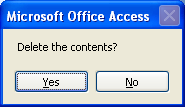 Microsoft Office Access
Delete the contents?
Yes No